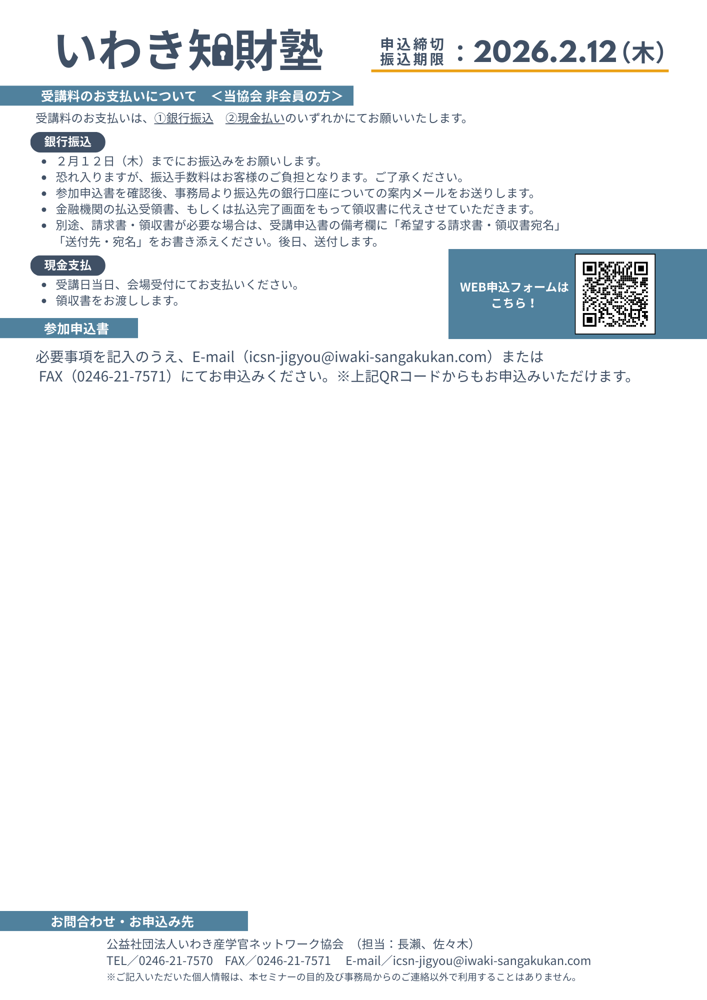 いわき知財塾
申込締切
振込期限
：2026.2.12（木）
受講料のお支払いについて　＜当協会 非会員の方＞
受講料のお支払いは、①銀行振込　②現金払いのいずれかにてお願いいたします。
銀行振込
• ２月１２日（木）までにお振込みをお願いします。
• 恐れ入りますが、振込手数料はお客様のご負担となります。ご了承ください。
• 参加申込書を確認後、事務局より振込先の銀行口座についての案内メールをお送りします。
• 金融機関の払込受領書、もしくは払込完了画面をもって領収書に代えさせていただきます。
• 別途、請求書・領収書が必要な場合は、受講申込書の備考欄に「希望する請求書・領収書宛名」
「送付先・宛名」をお書き添えください。後日、送付します。
現金支払
• 受講日当日、会場受付にてお支払いください。
• 領収書をお渡しします。
WEB申込フォームは
こちら！
参加申込書
必要事項を記入のうえ、E-mail（icsn-jigyou@iwaki-sangakukan.com）または
FAX（0246-21-7571）にてお申込みください。※上記QRコードからもお申込みいただけます。
お問合わせ・お申込み先
公益社団法人いわき産学官ネットワーク協会　（担当：長瀬、佐々木）
TEL／0246-21-7570　FAX／0246-21-7571　E-mail／icsn-jigyou@iwaki-sangakukan.com
※ご記入いただいた個人情報は、本セミナーの目的及び事務局からのご連絡以外で利用することはありません。